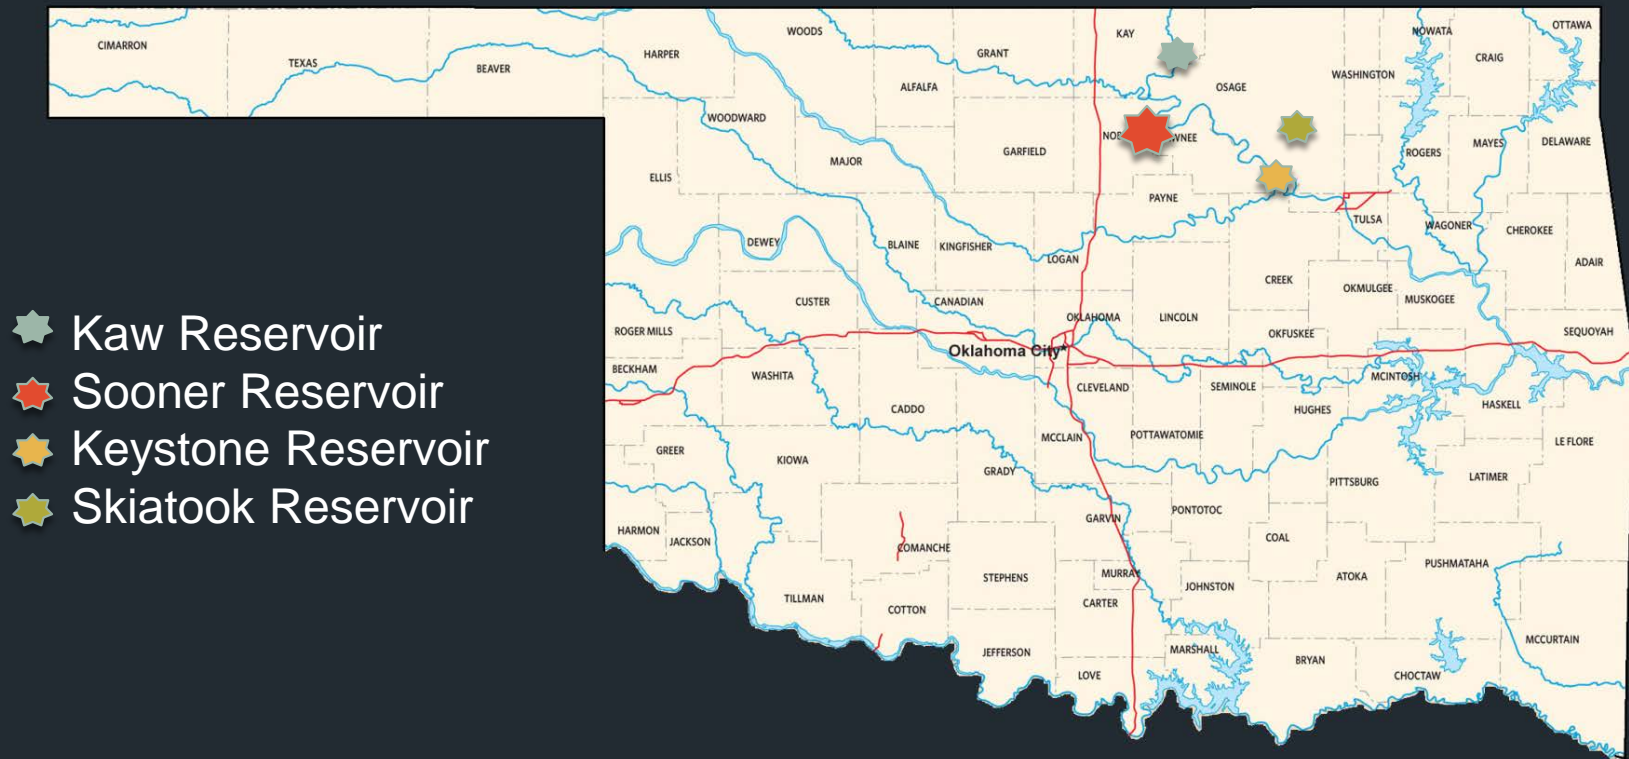 CIMARRON
TEXAS
BEAVER
HARPER
WOODS
ALFALFA
GRANT
KAY
OSAGE
WASHINGTON
NOWATA
CRAIG
OTTAWA
WOODWARD
MAJOR
GARFIELD
ROGERS
MAYES
DELAWARE
ELLIS
PAYNE
TULSA
WAGONER
CHEROKEE
DEWEY
BLAINE
KINGFISHER
LOGAN
ADAIR
CREEK
OKMULGEE
MUSKOGEE
CUSTER
CANADIAN
OKLAHOMA
LINCOLN
OKFUSKEE
SEQUOYAH
ROGER MILLS
Oklahoma City*
BECKHAM
WASHITA
CLEVELAND
SEMINOLE
MCINTOSH
HUGHES
HASKELL
CADDO
MCCLAIN
POTTAWATOMIE
LE FLORE
GREER
KIOWA
GRADY
PITTSBURG
LATIMER
GARVIN
PONTOTOC
HARMON
JACKSON
COMANCHE
COAL
PUSHMATAHA
STEPHENS
MURRAY
JOHNSTON
ATOKA
TILLMAN
COTTON
CARTER
MCCURTAIN
JEFFERSON
MARSHALL
BRYAN
LOVE
CHOCTAW
Kaw Reservoir
Sooner Reservoir
Keystone Reservoir
Skiatook Reservoir